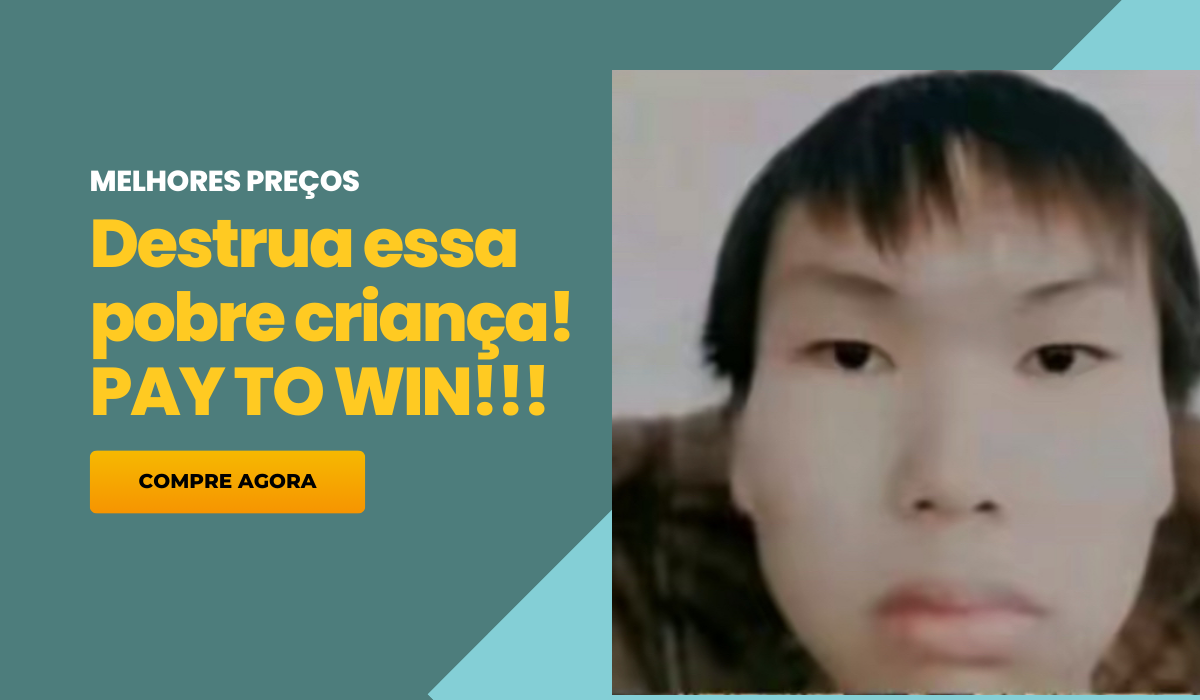 MELHORES PREÇOS
Destrua essa
pobre criança!
PAY TO WIN!!!
COMPRE AGORA